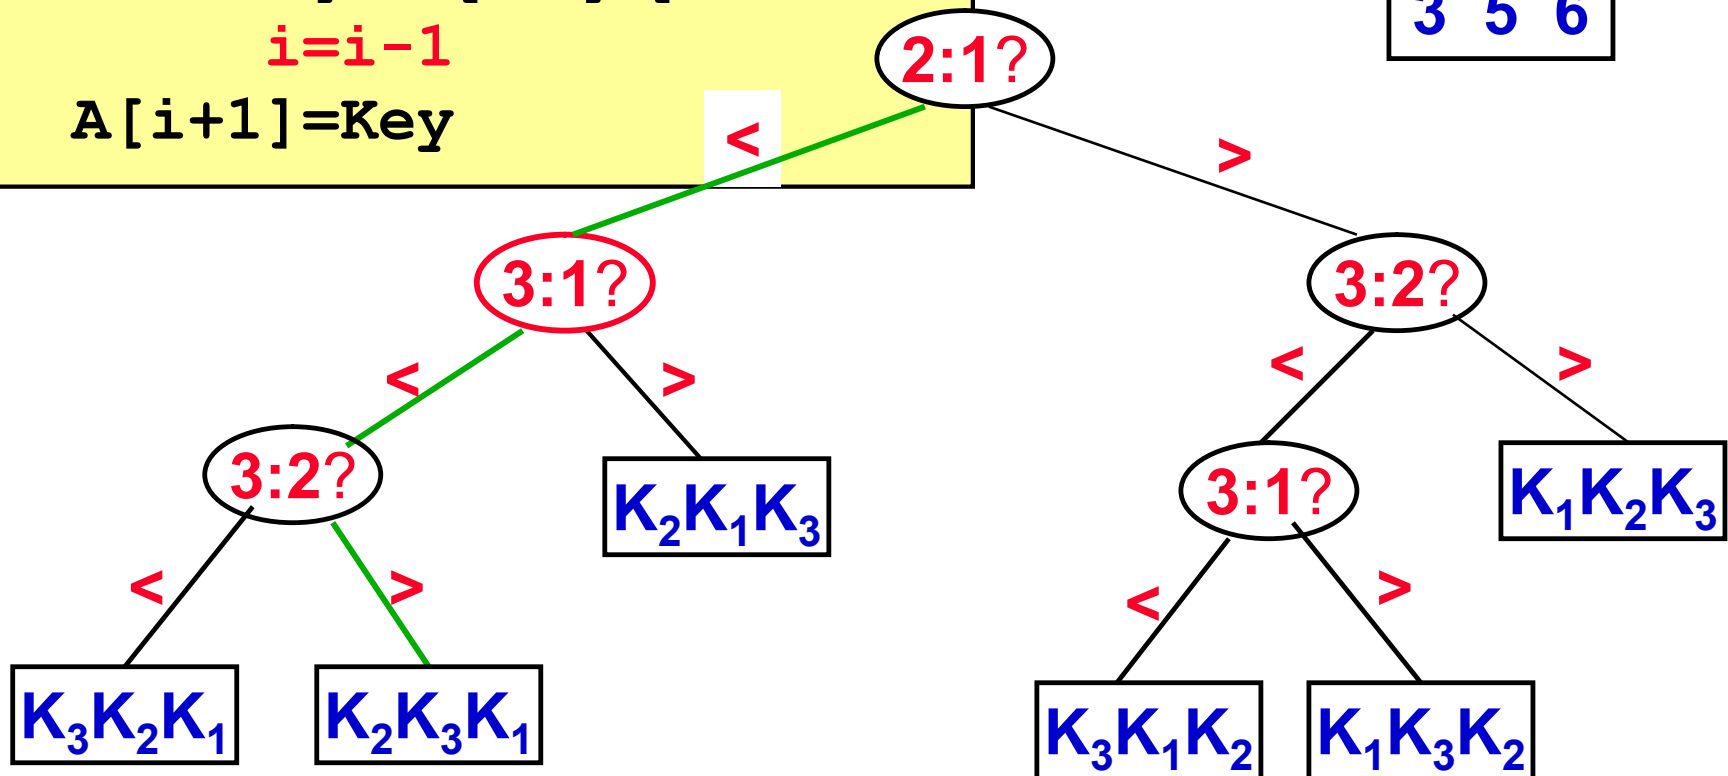 3 5 6
i=i-1
2:1?
A[i+1]=Key
< >
3:1? 3:2?
< > < >
3:2? K₂K₁K₃ 3:1? K₁K₂K₃
< > < >
K₃K₂K₁ K₂K₃K₁ K₃K₁K₂ K₁K₃K₂